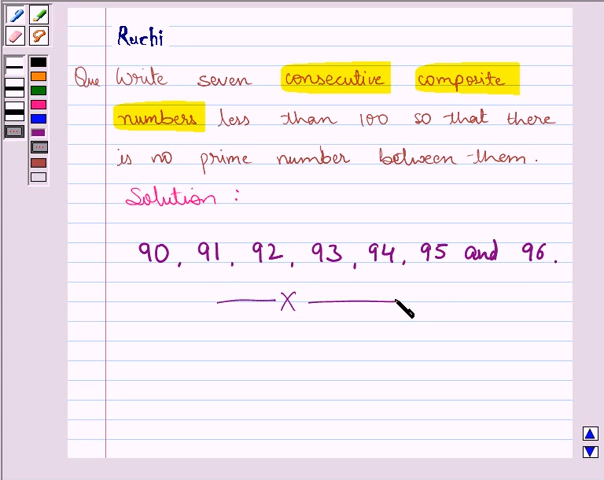 Ruchi
Que Write seven consecutive composite
numbers less than 100 so that there
is no prime number between them.
Solution :
90, 91, 92, 93, 94, 95 and 96.